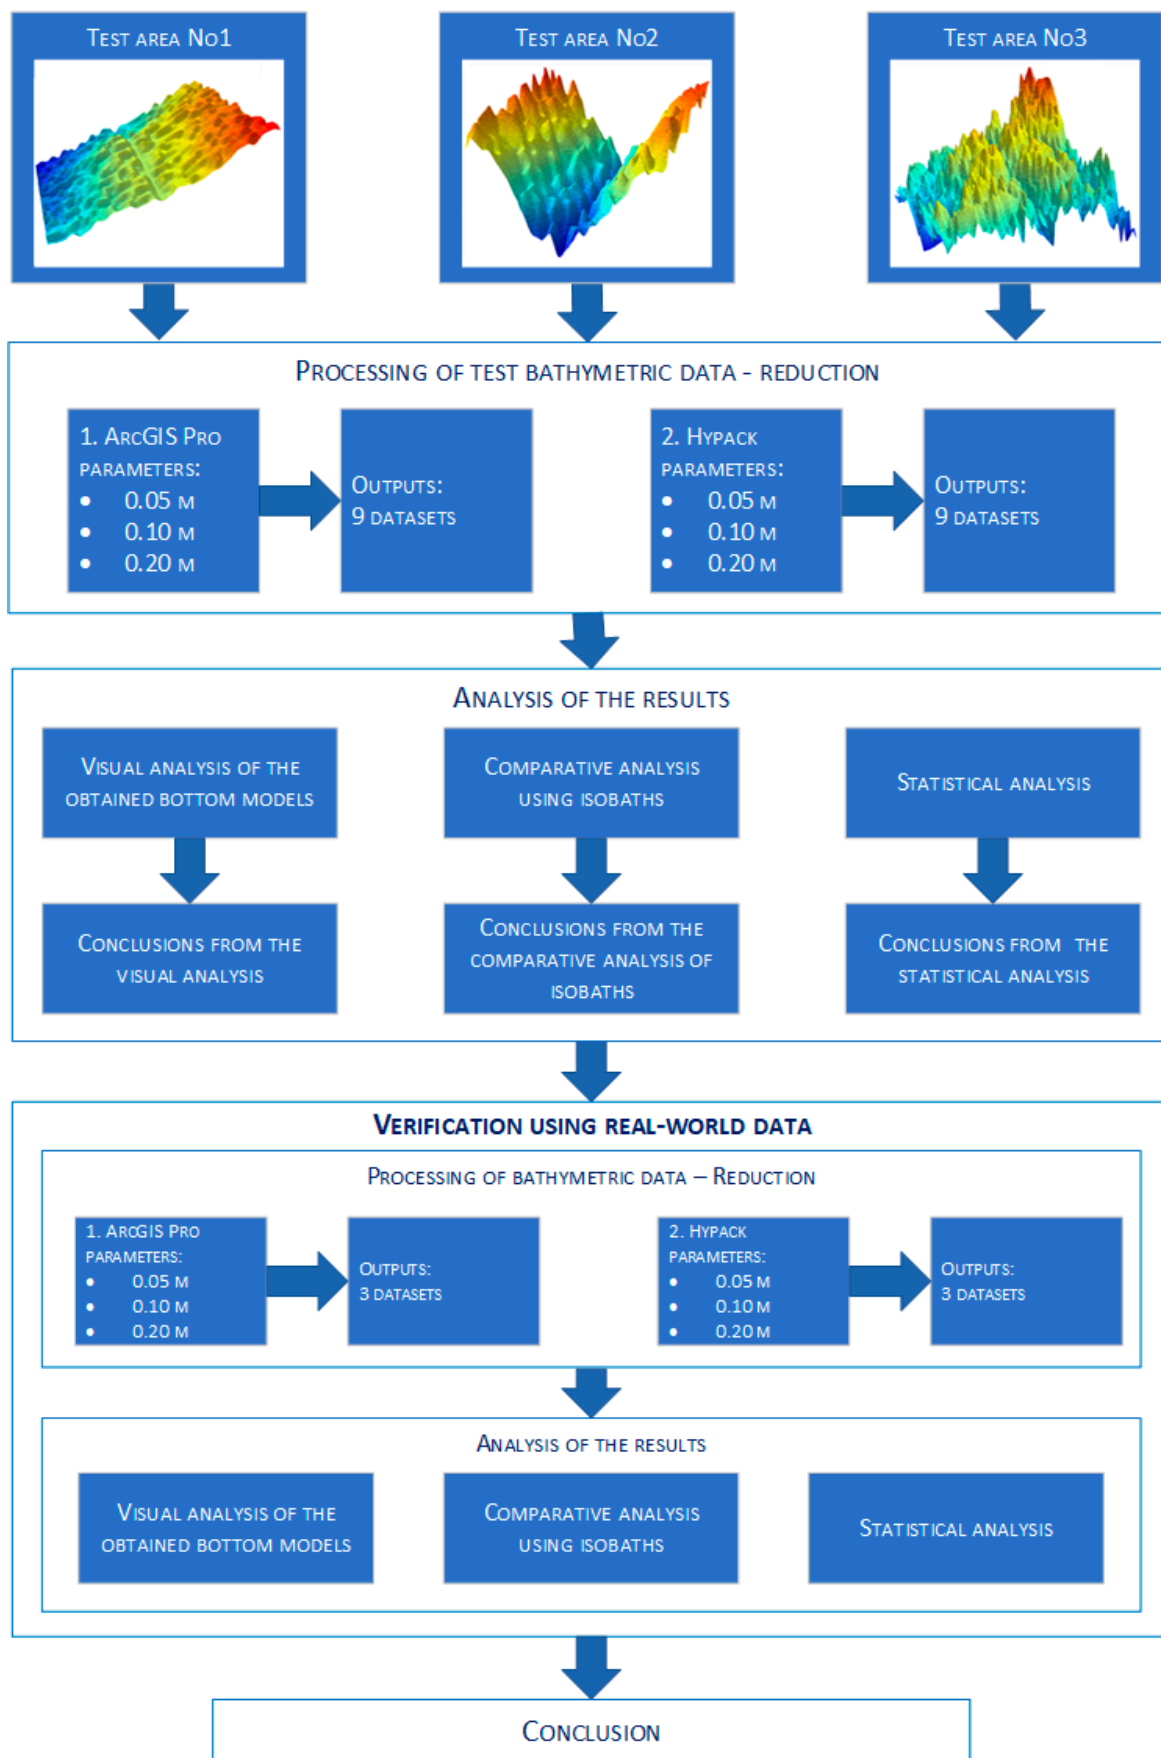 TEST AREA NO1
TEST AREA NO2
TEST AREA NO3
PROCESSING OF TEST BATHYMETRIC DATA - REDUCTION
1. ARCGIS PRO
PARAMETERS:
• 0.05 M
• 0.10 M
• 0.20 M
OUTPUTS:
9 DATASETS
2. HYPACK
PARAMETERS:
• 0.05 M
• 0.10 M
• 0.20 M
OUTPUTS:
9 DATASETS
ANALYSIS OF THE RESULTS
VISUAL ANALYSIS OF THE
OBTAINED BOTTOM MODELS
COMPARATIVE ANALYSIS
USING ISOBATHS
STATISTICAL ANALYSIS
CONCLUSIONS FROM THE
VISUAL ANALYSIS
CONCLUSIONS FROM THE
COMPARATIVE ANALYSIS OF
ISOBATHS
CONCLUSIONS FROM THE
STATISTICAL ANALYSIS
VERIFICATION USING REAL-WORLD DATA
PROCESSING OF BATHYMETRIC DATA – REDUCTION
1. ARCGIS PRO
PARAMETERS:
• 0.05 M
• 0.10 M
• 0.20 M
OUTPUTS:
3 DATASETS
2. HYPACK
PARAMETERS:
• 0.05 M
• 0.10 M
• 0.20 M
OUTPUTS:
3 DATASETS
ANALYSIS OF THE RESULTS
VISUAL ANALYSIS OF THE
OBTAINED BOTTOM MODELS
COMPARATIVE ANALYSIS
USING ISOBATHS
STATISTICAL ANALYSIS
CONCLUSION